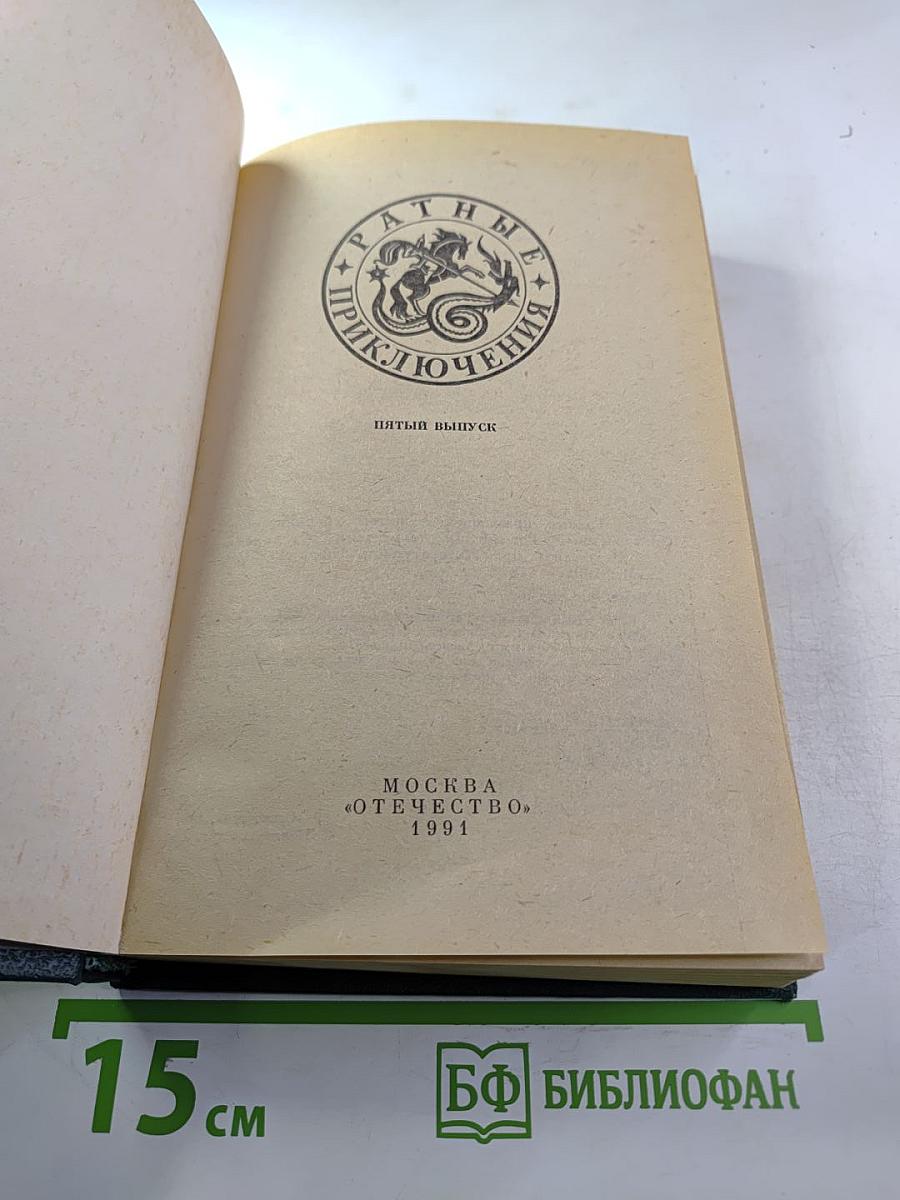 РАТНЫЕ
ПРИКЛЮЧЕНИЯ
ПЯТЫЙ ВЫПУСК
МОСКВА
«ОТЕЧЕСТВО»
1991
15 см
БФ БИБЛИОФАН